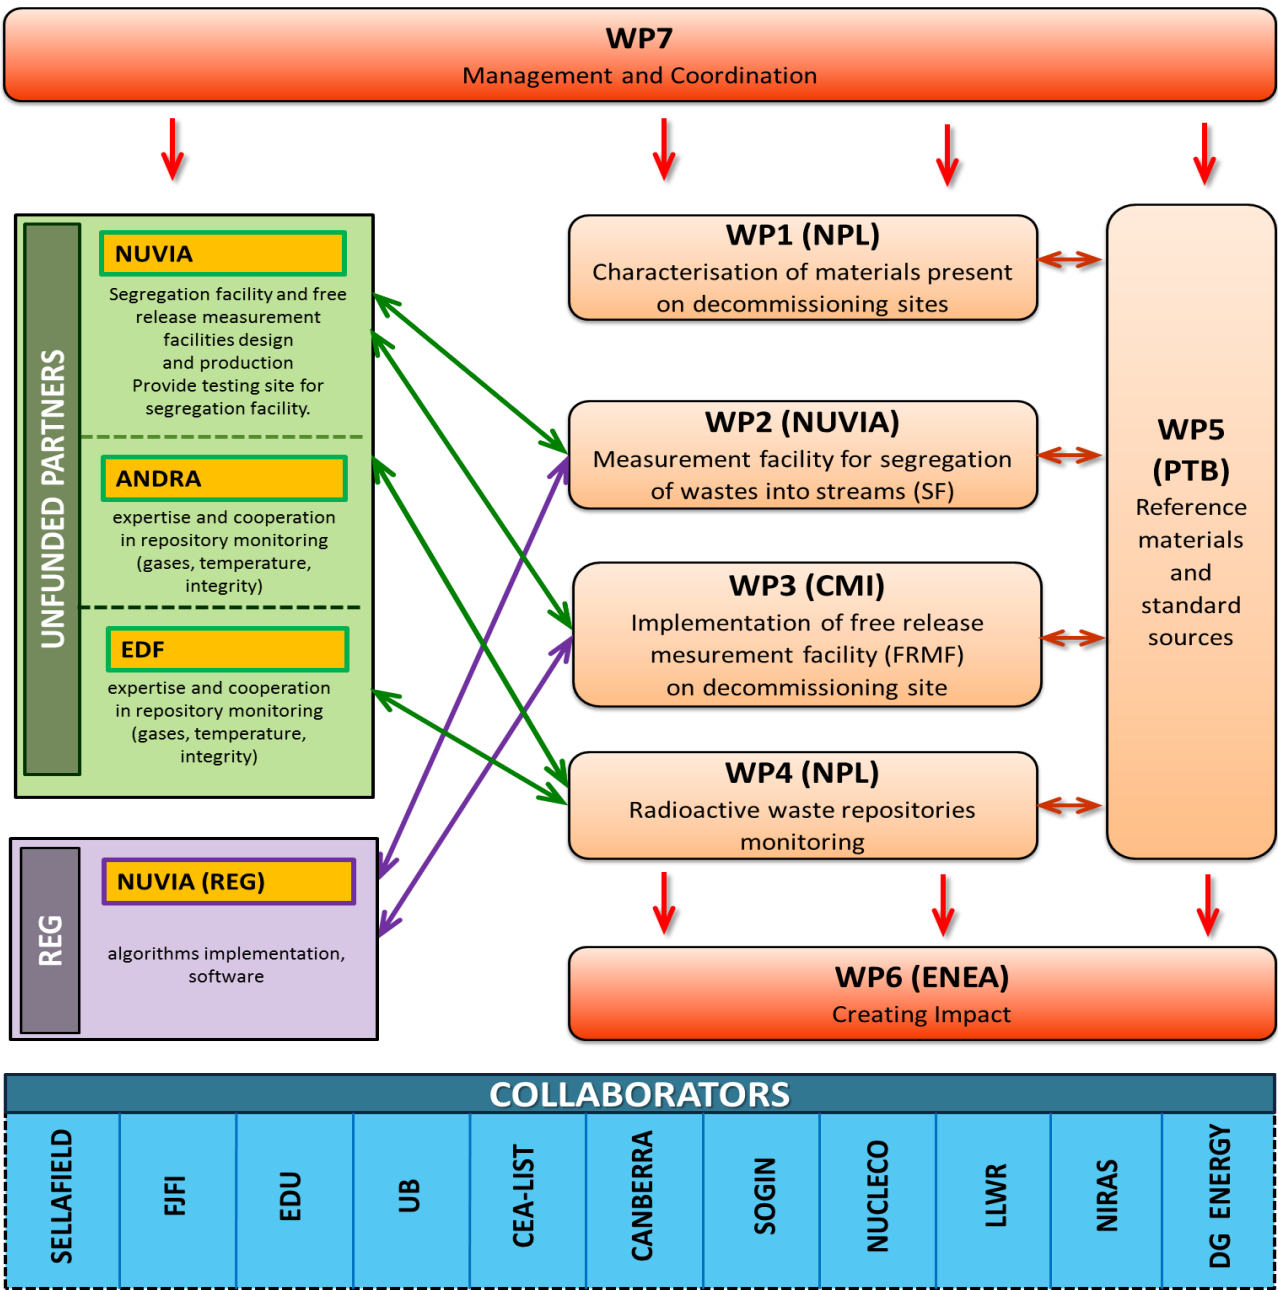 WP7
Management and Coordination
UNFUNDED PARTNERS
NUVIA
Segregation facility and free
release measurement
facilities design
and production
Provide testing site for
segregation facility.
ANDRA
expertise and cooperation
in repository monitoring
(gases, temperature,
integrity)
EDF
expertise and cooperation
in repository monitoring
(gases, temperature,
integrity)
REG
NUVIA (REG)
algorithms implementation,
software
WP1 (NPL)
Characterisation of materials present
on decommissioning sites
WP2 (NUVIA)
Measurement facility for segregation
of wastes into streams (SF)
WP3 (CMI)
Implementation of free release
mesurement facility (FRMF)
on decommissioning site
WP4 (NPL)
Radioactive waste repositories
monitoring
WP5
(PTB)
Reference
materials
and
standard
sources
WP6 (ENEA)
Creating Impact
COLLABORATORS
SELLAFIELD
FJFI
EDU
UB
CEA-LIST
CANBERRA
SOGIN
NUCLECO
LLWR
NIRAS
DG ENERGY